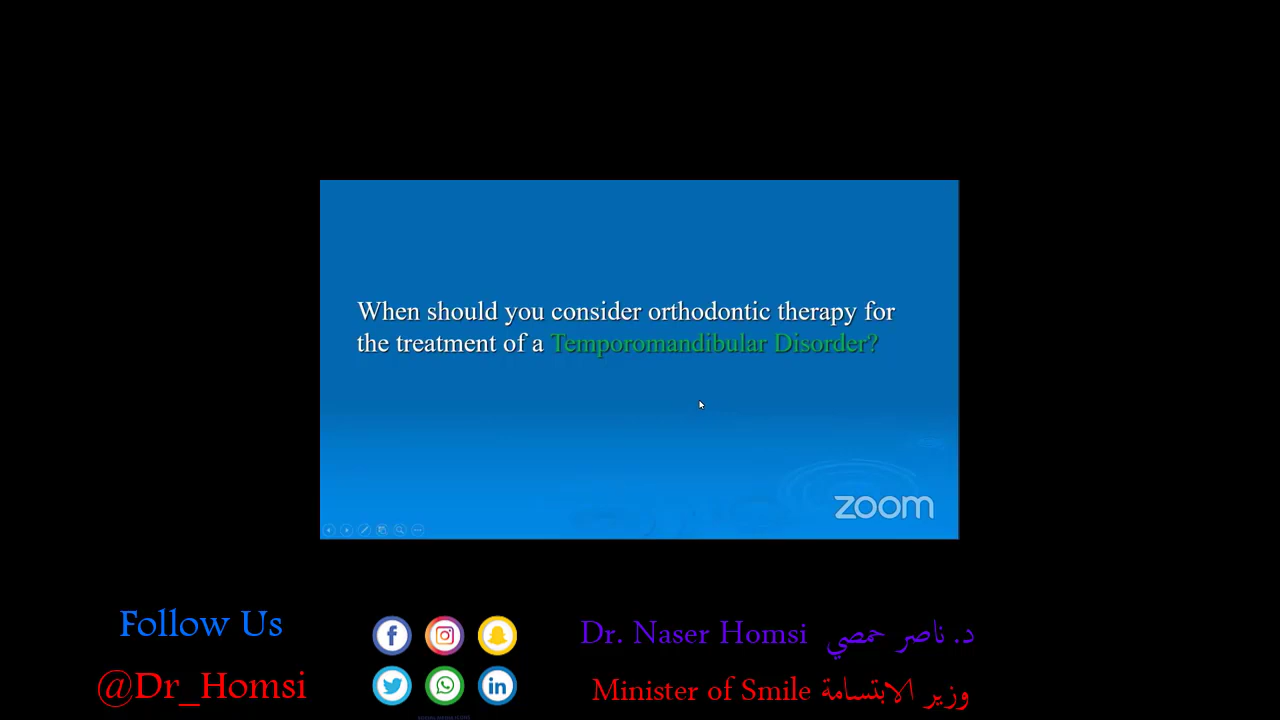 When should you consider orthodontic therapy for
the treatment of a Temporomandibular Disorder?
zoom
Follow Us
Dr. Naser Homsi د. ناصر حمصي
@Dr_Homsi
Minister of Smile وزير الابتسامة